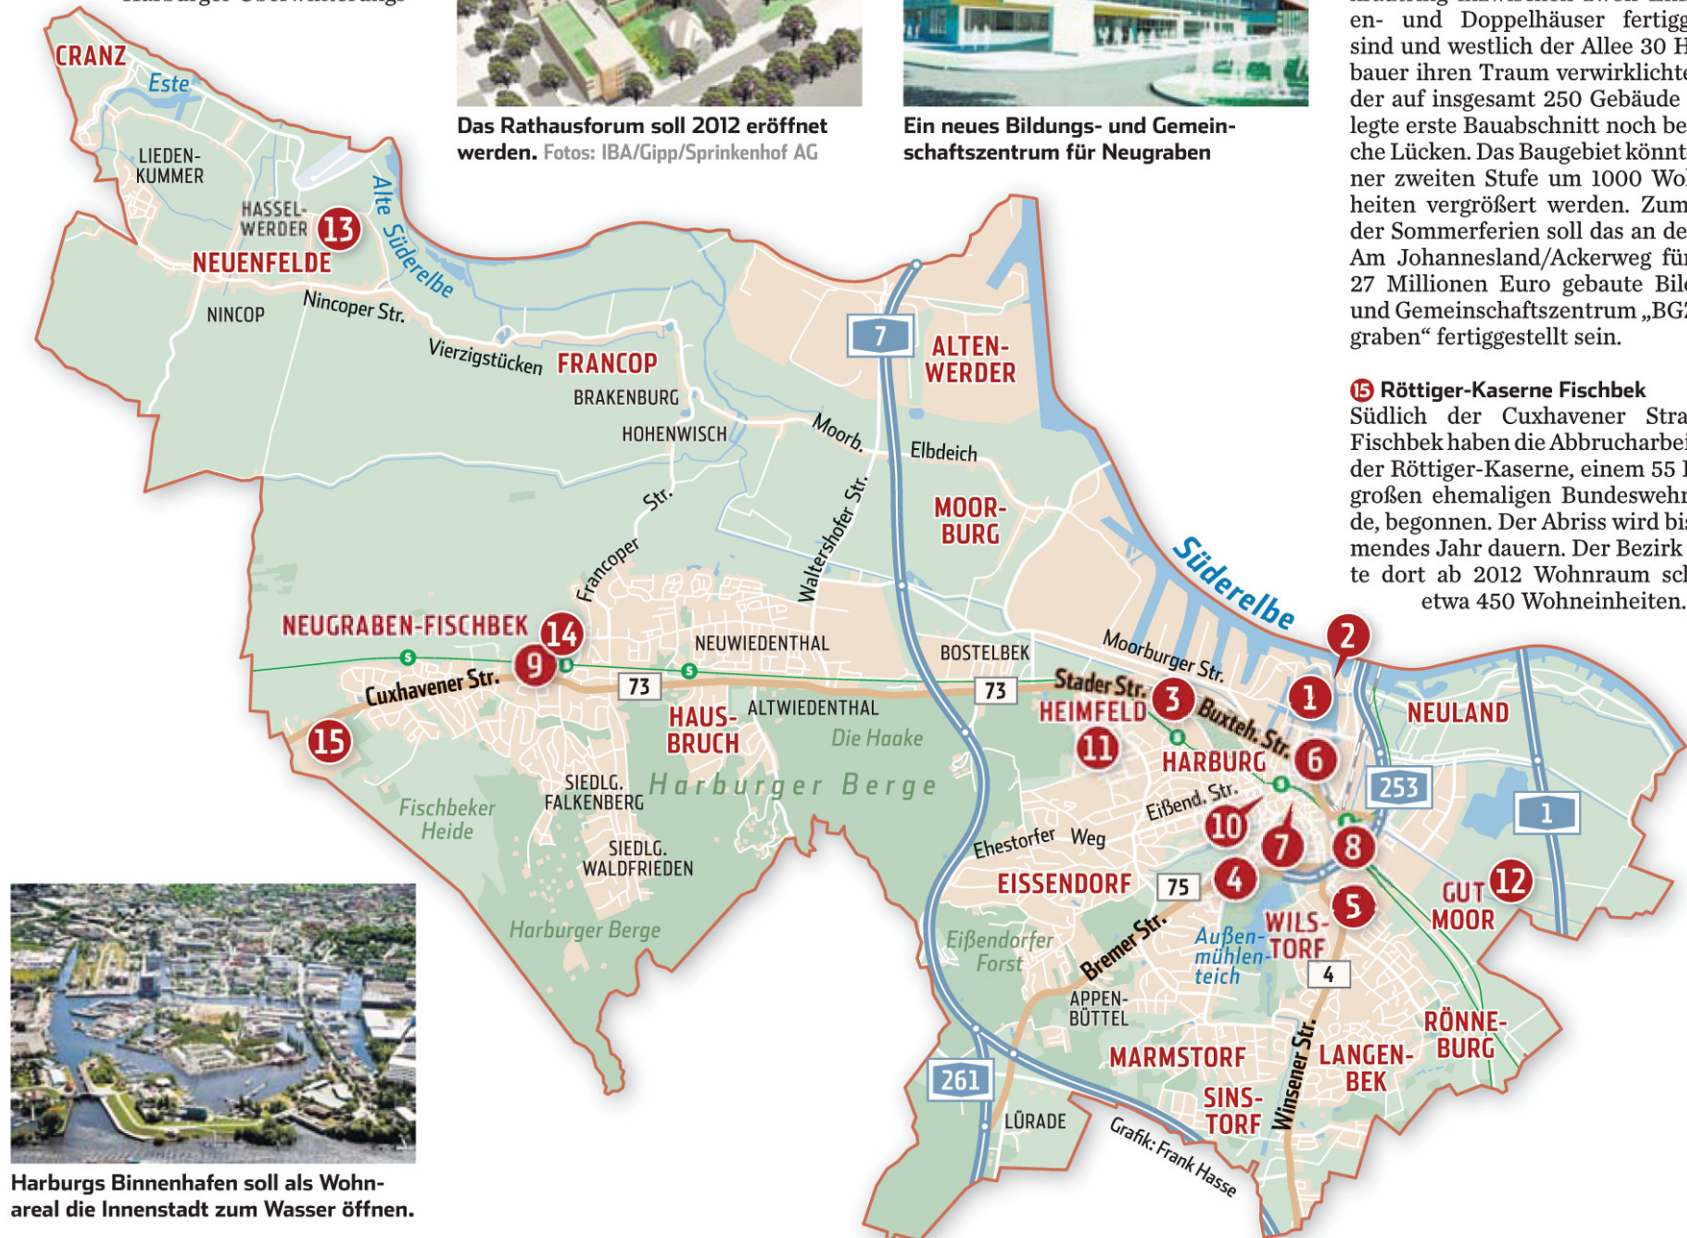 Das Rathausforum soll 2012 eröffnet
werden. Fotos: IBA/Gipp/Sprinkenhof AG
Ein neues Bildungs- und Gemein-
schaftszentrum für Neugraben
en- und Doppelhäuser fertigg
sind und westlich der Allee 30 H
bauer ihren Traum verwirklichte
der auf insgesamt 250 Gebäude
legte erste Bauabschnitt noch be
che Lücken. Das Baugebiet könnt
ner zweiten Stufe um 1000 Woh
heiten vergrößert werden. Zum
der Sommerferien soll das an de
Am Johannesland/Ackerweg für
27 Millionen Euro gebaute Bild
und Gemeinschaftszentrum „BGZ
graben“ fertiggestellt sein.
15 Röttiger-Kaserne Fischbek
Südlich der Cuxhavener Stra
Fischbek haben die Abbrucharbei
der Röttiger-Kaserne, einem 55 H
großen ehemaligen Bundeswehr
de, begonnen. Der Abriss wird bis
mendes Jahr dauern. Der Bezirk
te dort ab 2012 Wohnraum sch
etwa 450 Wohneinheiten.
CRANZ
Este
LIEDEN-
KUMMER
HASSEL-
WERDER
13
NEUENFELDE
Alte Süderelbe
NINCOP
Nincoper Str.
Vierzigstücken
FRANCOP
BRAKENBURG
HOHENWISCH
7
ALTEN-
WERDER
Moorb.
Elbdeich
MOOR-
BURG
Francoper
Str.
Waltershofer Str.
Süderelbe
NEUGRABEN-FISCHBEK
14
9
S
S
S
NEUWIEDENTHAL
BOSTELBEK
Moorburger Str.
2
Cuxhavener Str.
73
73
Stader Str.
3
1
Buxteh. Str.
HEIMFELD
11
15
HAUS-
BRUCH
ALTWIEDENTHAL
Die Haake
Harburger Berge
HARBURG
6
NEULAND
253
1
SIEDLG.
FALKENBERG
Fischbeker
Heide
SIEDLG.
WALDFRIEDEN
Harburger Berge
Eißend. Str.
10
7
8
Ehestorfer Weg
EISSENDORF
75
4
5
GUT
MOOR
12
Eißendorfer
Forst
Bremer Str.
Außen-
mühlen-
teich
WILS-
TORF
4
APPEN-
BÜTTEL
MARMSTORF
SINS-
TORF
Winsener Str.
LANGEN-
BEK
RÖNNE-
BURG
261
LÜRADE
Grafik: Frank Hasse
Harburgs Binnenhafen soll als Wohn-
areal die Innenstadt zum Wasser öffnen.